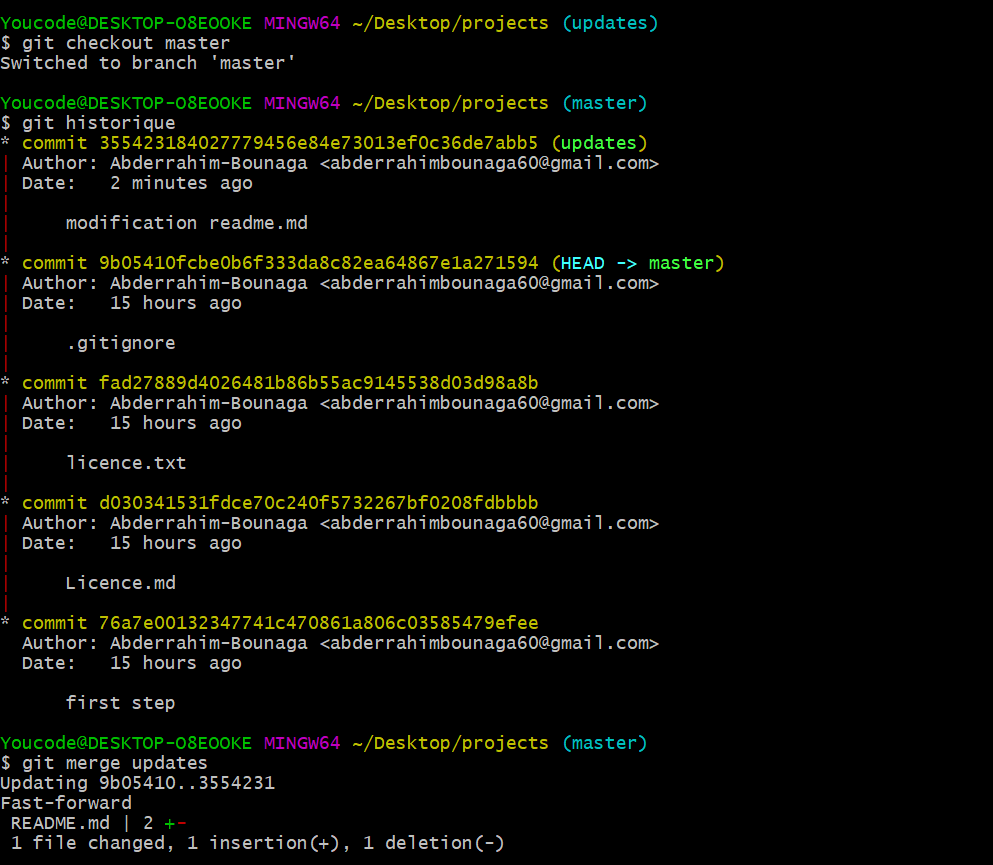 Youcode@DESKTOP-O8EOOKE MINGW64 ~/Desktop/projects (updates)
$ git checkout master
Switched to branch 'master'
Youcode@DESKTOP-O8EOOKE MINGW64 ~/Desktop/projects (master)
$ git historique
* commit 355423184027779456e84e73013ef0c36de7abb5 (updates)
| Author: Abderrahim-Bounaga <abderrahimbounaga60@gmail.com>
| Date:   2 minutes ago
|
|     modification readme.md
|
* commit 9b05410fcbe0b6f333da8c82ea64867e1a271594 (HEAD -> master)
| Author: Abderrahim-Bounaga <abderrahimbounaga60@gmail.com>
| Date:   15 hours ago
|
|     .gitignore
|
* commit fad27889d4026481b86b55ac9145538d03d98a8b
| Author: Abderrahim-Bounaga <abderrahimbounaga60@gmail.com>
| Date:   15 hours ago
|
|     licence.txt
|
* commit d030341531fdce70c240f5732267bf0208fdbbbb
| Author: Abderrahim-Bounaga <abderrahimbounaga60@gmail.com>
| Date:   15 hours ago
|
|     Licence.md
|
* commit 76a7e00132347741c470861a806c03585479efee
  Author: Abderrahim-Bounaga <abderrahimbounaga60@gmail.com>
  Date:   15 hours ago
      first step
Youcode@DESKTOP-O8EOOKE MINGW64 ~/Desktop/projects (master)
$ git merge updates
Updating 9b05410..3554231
Fast-forward
 README.md | 2 +-
 1 file changed, 1 insertion(+), 1 deletion(-)